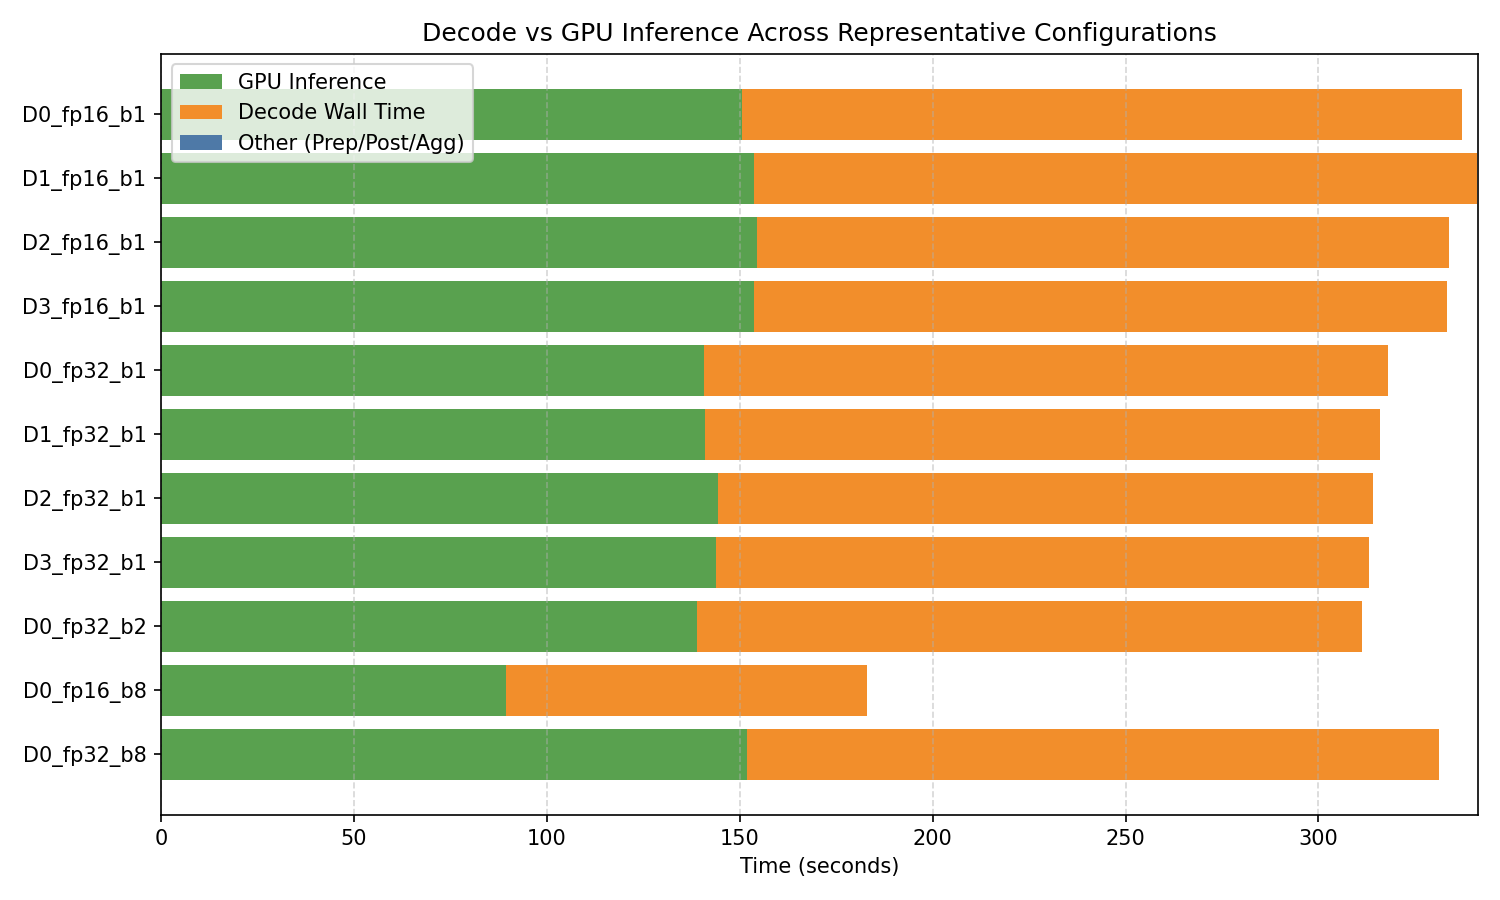 Decode vs GPU Inference Across Representative Configurations
GPU Inference
Decode Wall Time
Other (Prep/Post/Agg)
D0_fp16_b1
D1_fp16_b1
D2_fp16_b1
D3_fp16_b1
D0_fp32_b1
D1_fp32_b1
D2_fp32_b1
D3_fp32_b1
D0_fp32_b2
D0_fp16_b8
D0_fp32_b8
0 50 100 150 200 250 300
Time (seconds)